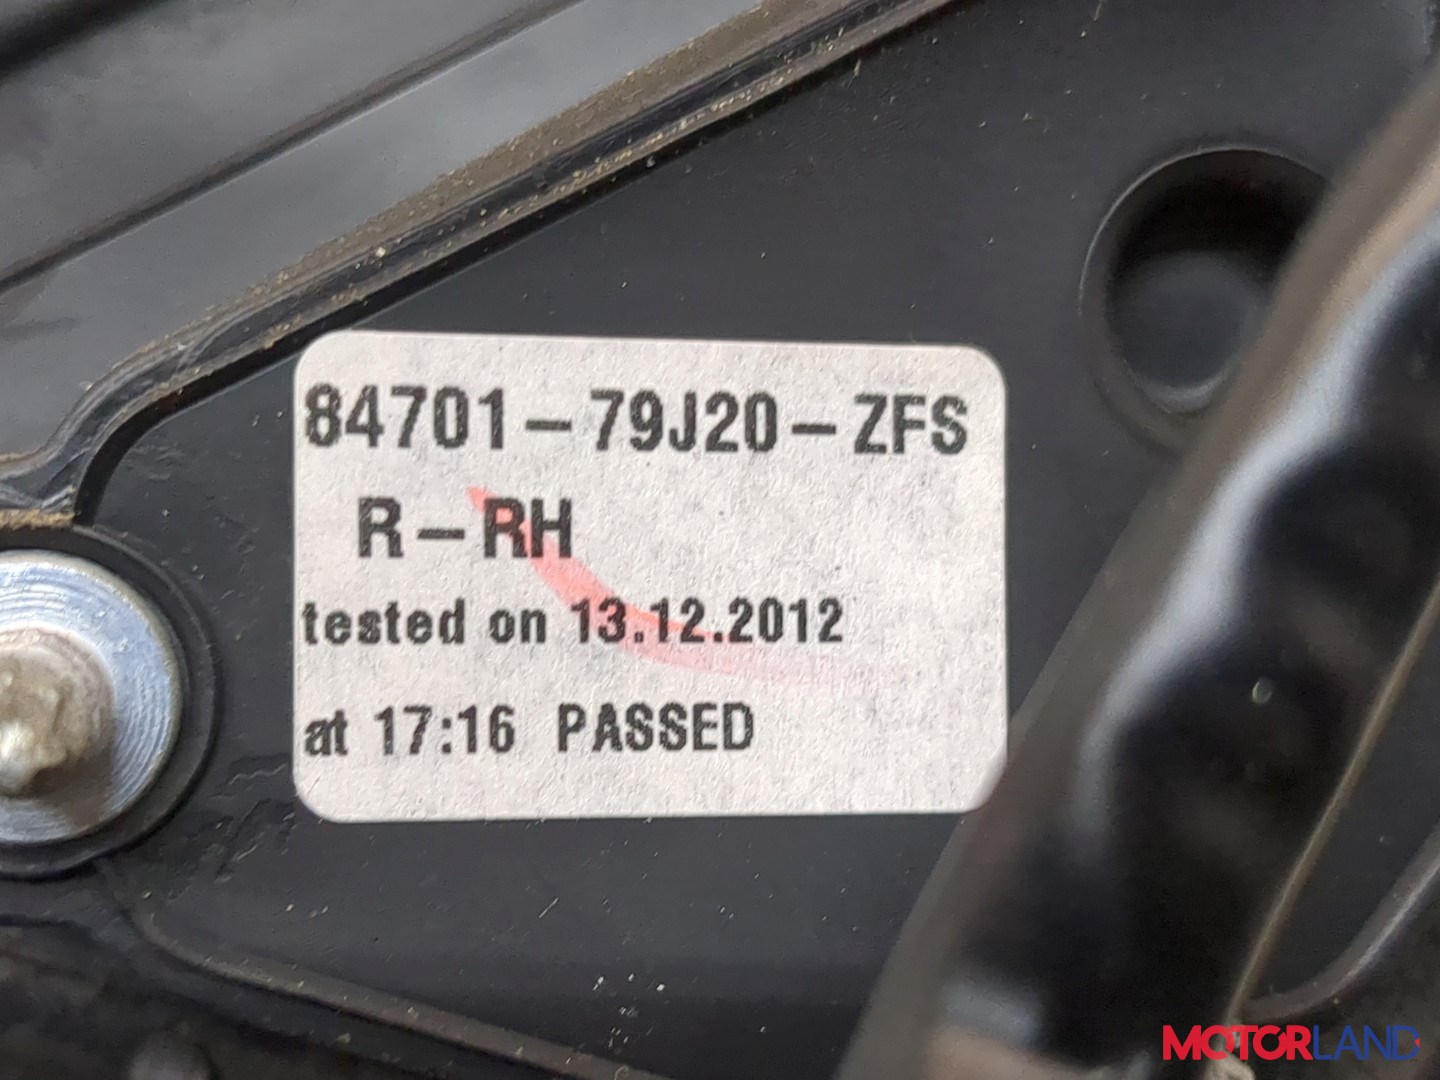 84701-79J20-ZFS
R-RH
tested on 13.12.2012
at 17:16 PASSED
MOTORLAND